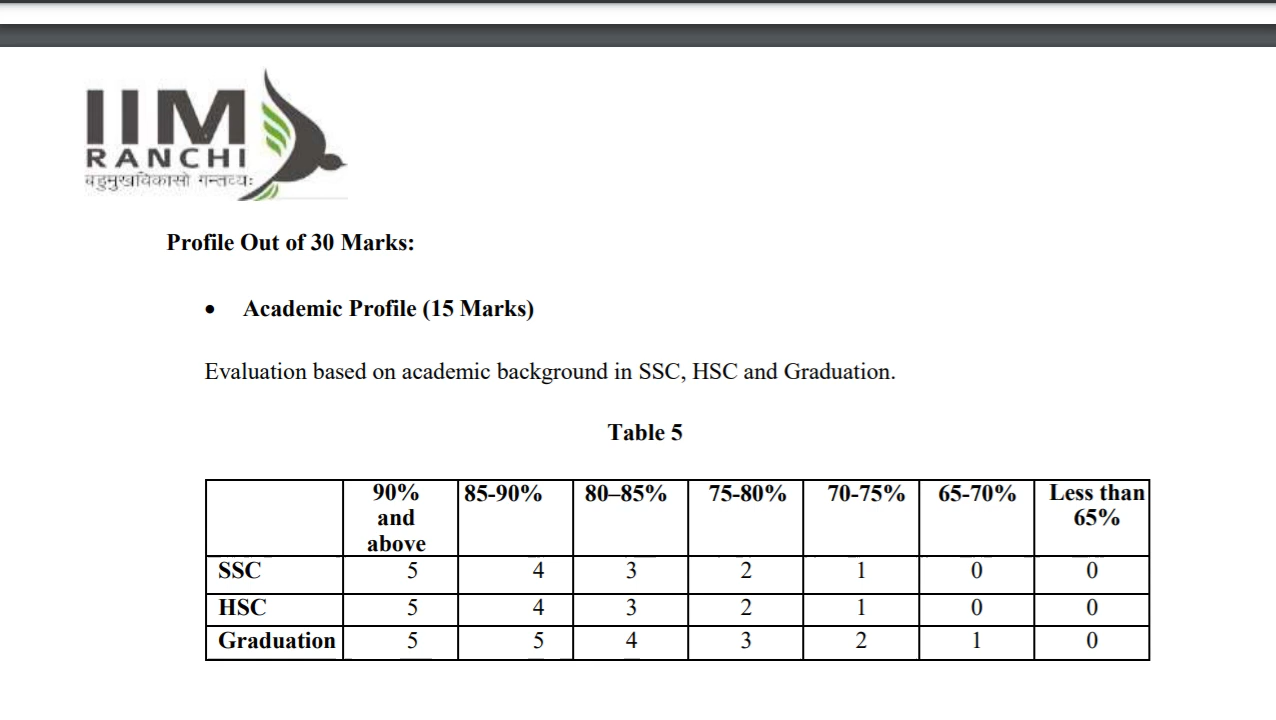 IIM
RANCHI
बहुमुखविकासो गन्तव्यः
Profile Out of 30 Marks:
• Academic Profile (15 Marks)
Evaluation based on academic background in SSC, HSC and Graduation.
Table 5
90% and above 85-90% 80–85% 75-80% 70-75% 65-70% Less than 65%
SSC 5 4 3 2 1 0 0
HSC 5 4 3 2 1 0 0
Graduation 5 5 4 3 2 1 0